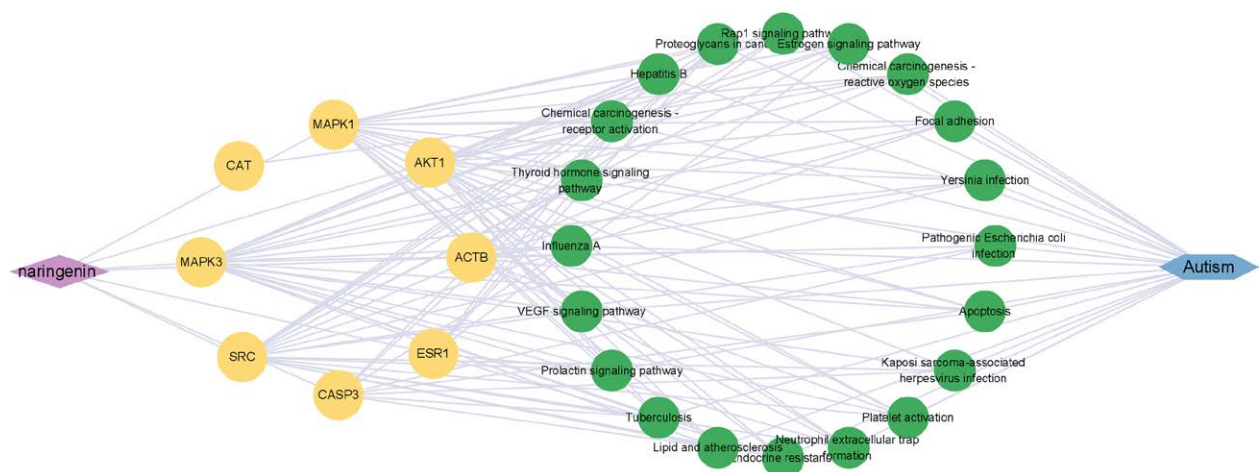 naringenin
MAPK1
CAT
AKT1
MAPK3
ACTB
SRC
ESR1
CASP3
Rap1 signaling pathw
Proteoglycans in canc
Estrogen signaling pathway
Hepatitis B
Chemical carcinogenesis -
reactive oxygen species
Chemical carcinogenesis -
receptor activation
Focal adhesion
Thyroid hormone signaling
pathway
Yersinia infection
Influenza A
Pathogenic Escherichia coli
infection
VEGF signaling pathway
Apoptosis
Prolactin signaling pathway
Kaposi sarcoma-associated
herpesvirus infection
Tuberculosis
Platelet activation
Lipid and atherosclerosis
Neutrophil extracellular trap
formation
Endocrine resistan
Autism